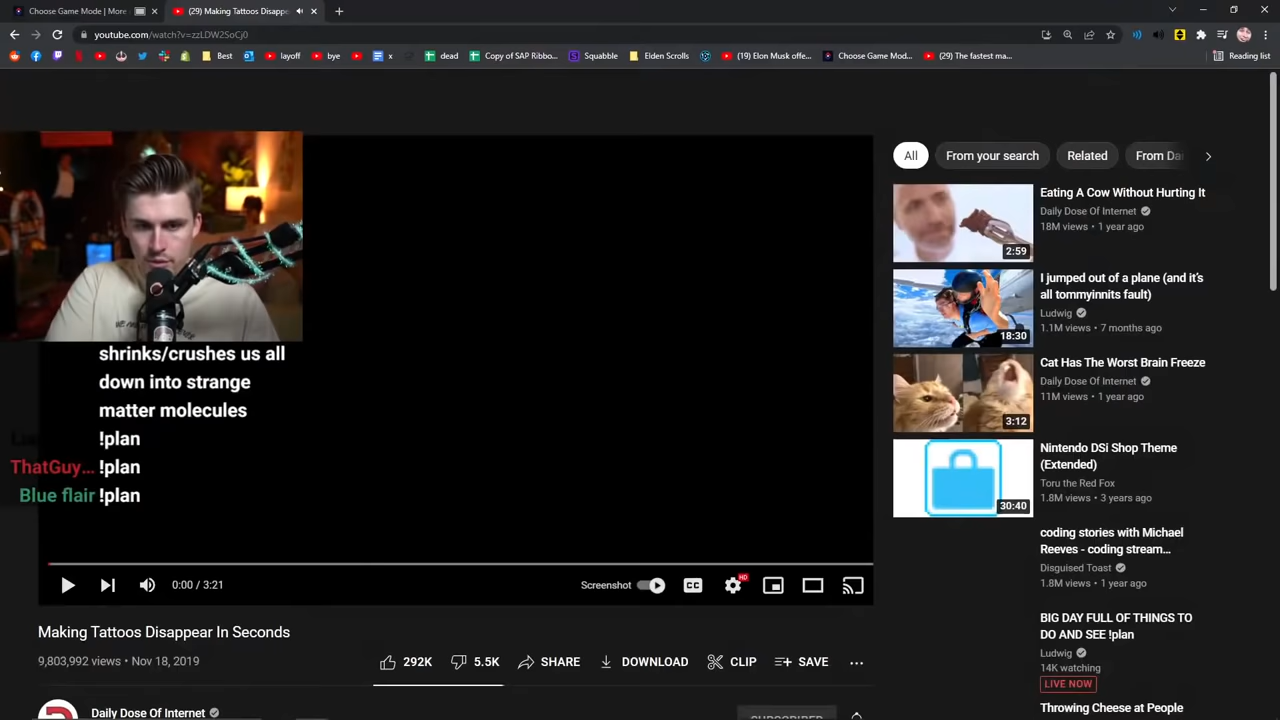 Choose Game Mode | More
(29) Making Tattoos Disappe
youtube.com/watch?v=zzLDW2SoCj0
Best
layoff
bye
x
dead
Copy of SAP Ribbo...
Squabble
Elden Scrolls
(19) Elon Musk offe...
Choose Game Mod...
(29) The fastest ma...
Reading list
shrinks/crushes us all
down into strange
matter molecules
!plan
ThatGuy... !plan
Blue flair !plan
0:00 / 3:21
Screenshot
CC
HD
Making Tattoos Disappear In Seconds
9,803,992 views • Nov 18, 2019
292K
5.5K
SHARE
DOWNLOAD
CLIP
SAVE
Daily Dose Of Internet
SUBSCRIBED
All
From your search
Related
From Da
2:59
Eating A Cow Without Hurting It
Daily Dose Of Internet
18M views • 1 year ago
18:30
I jumped out of a plane (and it's
all tommyinnits fault)
Ludwig
1.1M views • 7 months ago
3:12
Cat Has The Worst Brain Freeze
Daily Dose Of Internet
11M views • 1 year ago
30:40
Nintendo DSi Shop Theme
(Extended)
Toru the Red Fox
1.8M views • 3 years ago
coding stories with Michael
Reeves - coding stream...
Disguised Toast
1.8M views • 1 year ago
BIG DAY FULL OF THINGS TO
DO AND SEE !plan
Ludwig
14K watching
LIVE NOW
Throwing Cheese at People